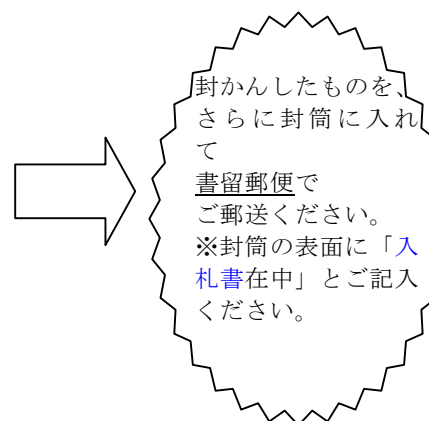 封かんしたものを、
さらに封筒に入れ
て
書留郵便で
ご郵送ください。
※封筒の表面に「入
札書在中」とご記入
ください。